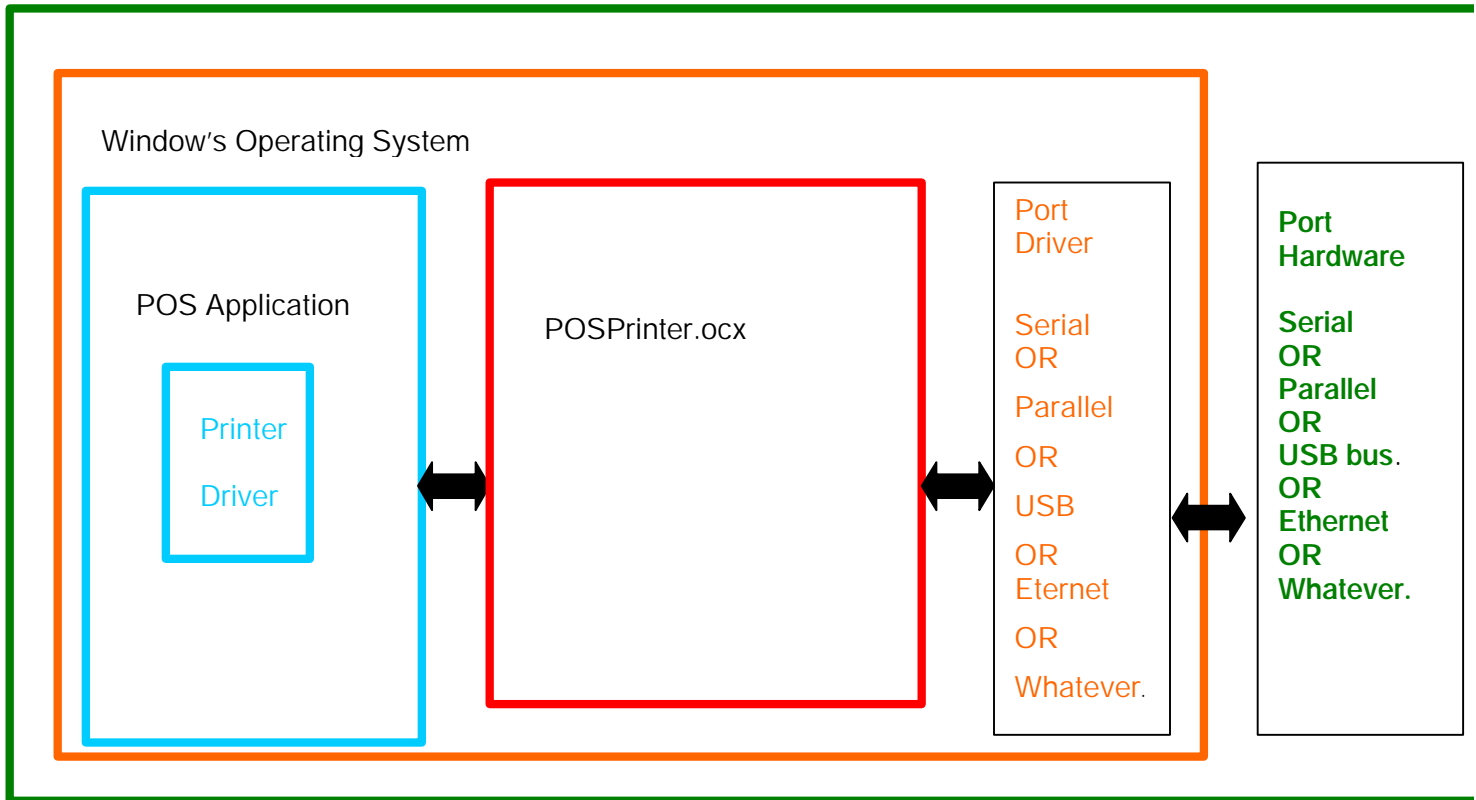 Window's Operating System
POS Application
Printer
Driver
POSPrinter.ocx
Port
Driver
Serial
OR
Parallel
OR
USB
OR
Eternet
OR
Whatever.
Port
Hardware
Serial
OR
Parallel
OR
USB bus.
OR
Ethernet
OR
Whatever.